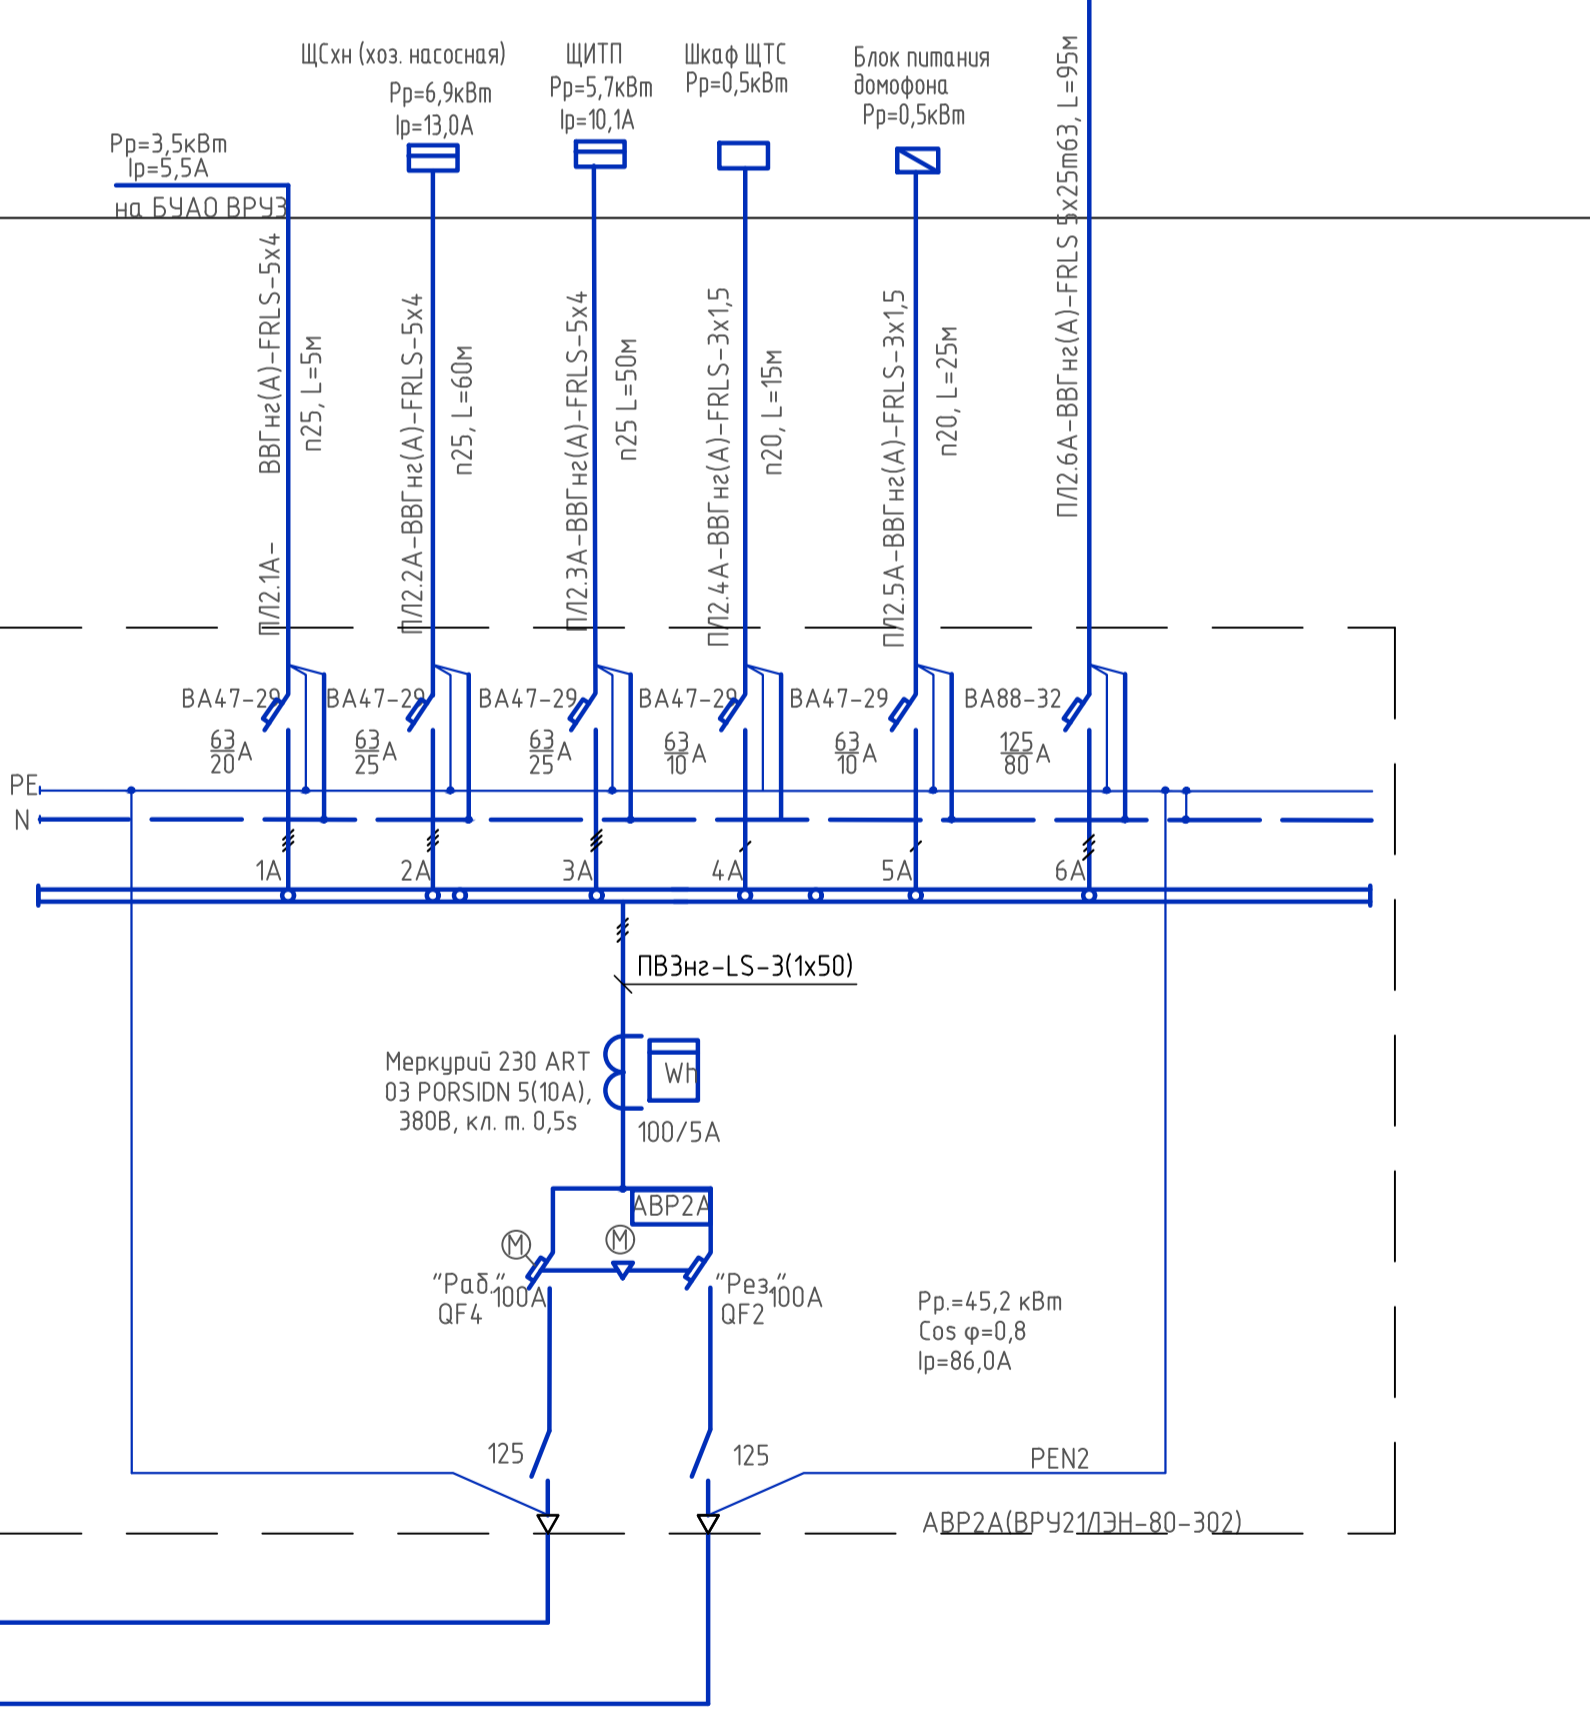 ЩСхн (хоз. насосная)
Рр=6,9кВт
Iр=13,0А
ЩИТП
Рр=5,7кВт
Iр=10,1А
Шкаф ЩТС
Рр=0,5кВт
Блок питания
домофона
Рр=0,5кВт
Рр=3,5кВт
Iр=5,5А
на БУАО ВРУЗ
ПЛ2.1А- ВВГнг(А)-FRLS-5х4
п25, L=5м
ПЛ2.2А-ВВГнг(А)-FRLS-5х4
п25, L=60м
ПЛ2.3А-ВВГнг(А)-FRLS-5х4
п25 L=50м
ПЛ2.4А-ВВГнг(А)-FRLS-3х1,5
п20, L=15м
ПЛ2.5А-ВВГнг(А)-FRLS-3х1,5
п20, L=25м
ПЛ2.6А-ВВГнг(А)-FRLS 5х25т63, L=95м
ВА47-29
63/20 А
ВА47-29
63/25 А
ВА47-29
63/25 А
ВА47-29
63/10 А
ВА47-29
63/10 А
ВА88-32
125/80 А
PE
N
1А
2А
3А
4А
5А
6А
ПВ3нг-LS-3(1х50)
Меркурий 230 ART
03 PORSIDN 5(10А),
380В, кл. т. 0,5s
Wh
100/5А
АВР2А
М
М
"Раб."
100А
QF4
"Рез."
100А
QF2
Рр.=45,2 кВт
Cos φ=0,8
Iр=86,0А
125
125
PEN2
АВР2А(ВРУ21ЛЭН-80-302)